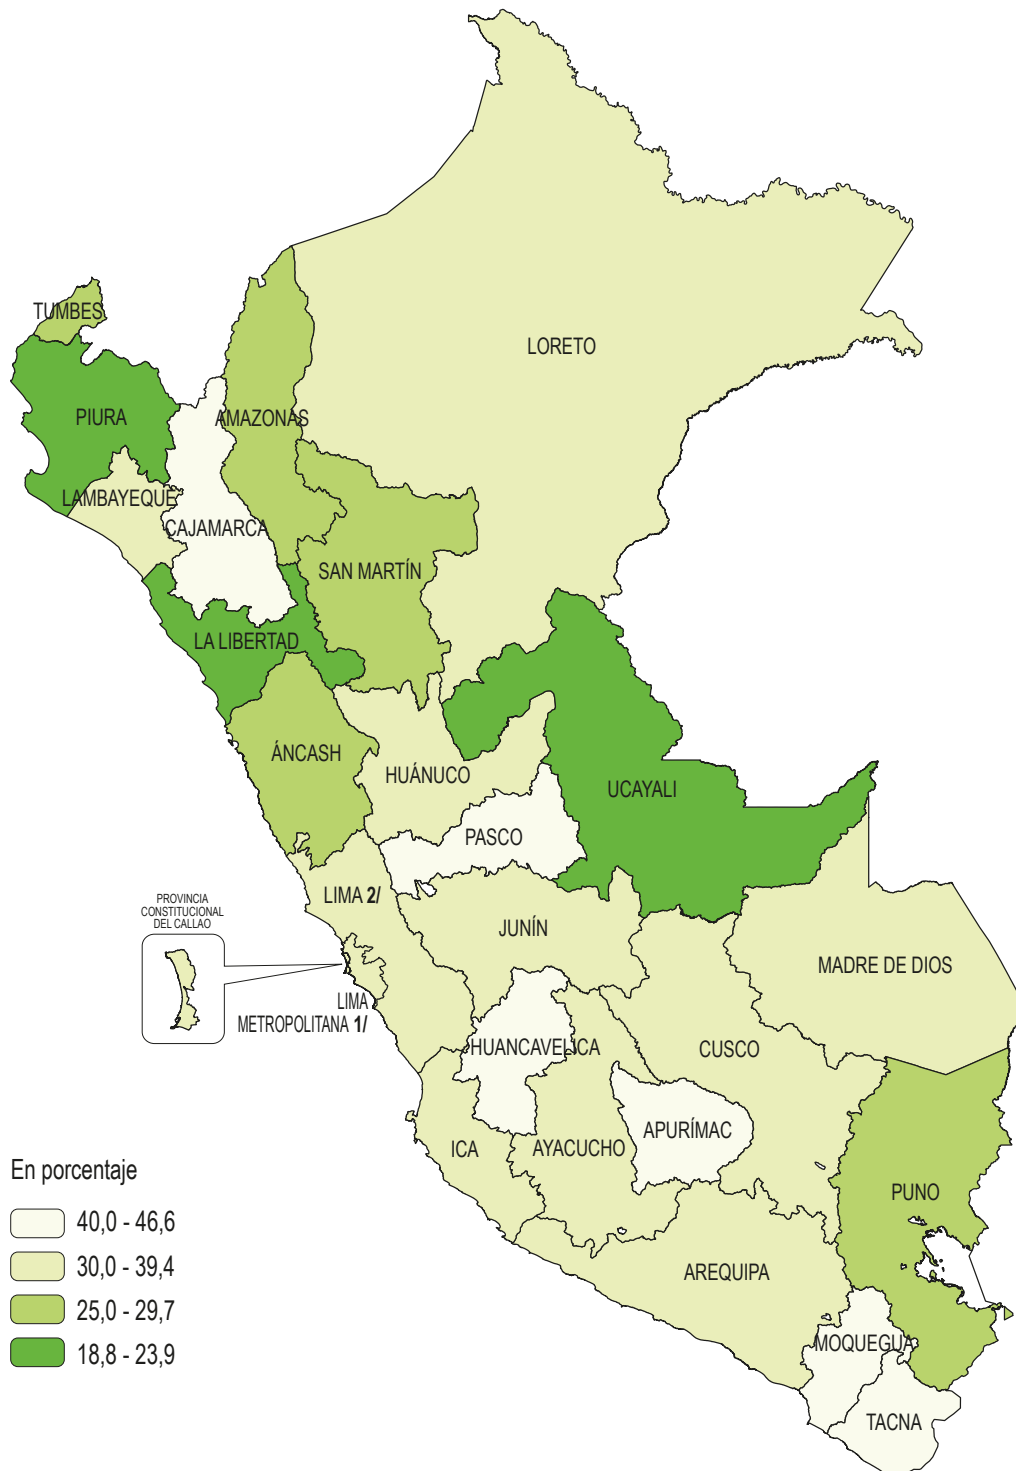 LORETO
TUMBES
PIURA
AMAZONAS
LAMBAYEQUE
CAJAMARCA
SAN MARTÍN
LA LIBERTAD
ÁNCASH
HUÁNUCO
UCAYALI
PASCO
LIMA 2/
PROVINCIA
CONSTITUCIONAL
DEL CALLAO
JUNÍN
MADRE DE DIOS
LIMA
METROPOLITANA 1/
HUANCAVELICA
CUSCO
APURÍMAC
ICA
AYACUCHO
PUNO
AREQUIPA
MOQUEGUA
TACNA
En porcentaje
40,0 - 46,6
30,0 - 39,4
25,0 - 29,7
18,8 - 23,9